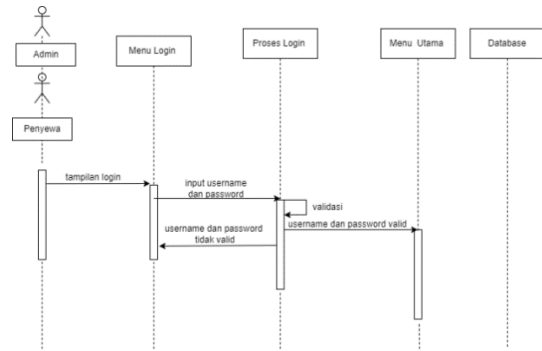 Admin
Penyewa
Menu Login
Proses Login
Menu Utama
Database
tampilan login
input username
dan password
validasi
username dan password valid
username dan password
tidak valid